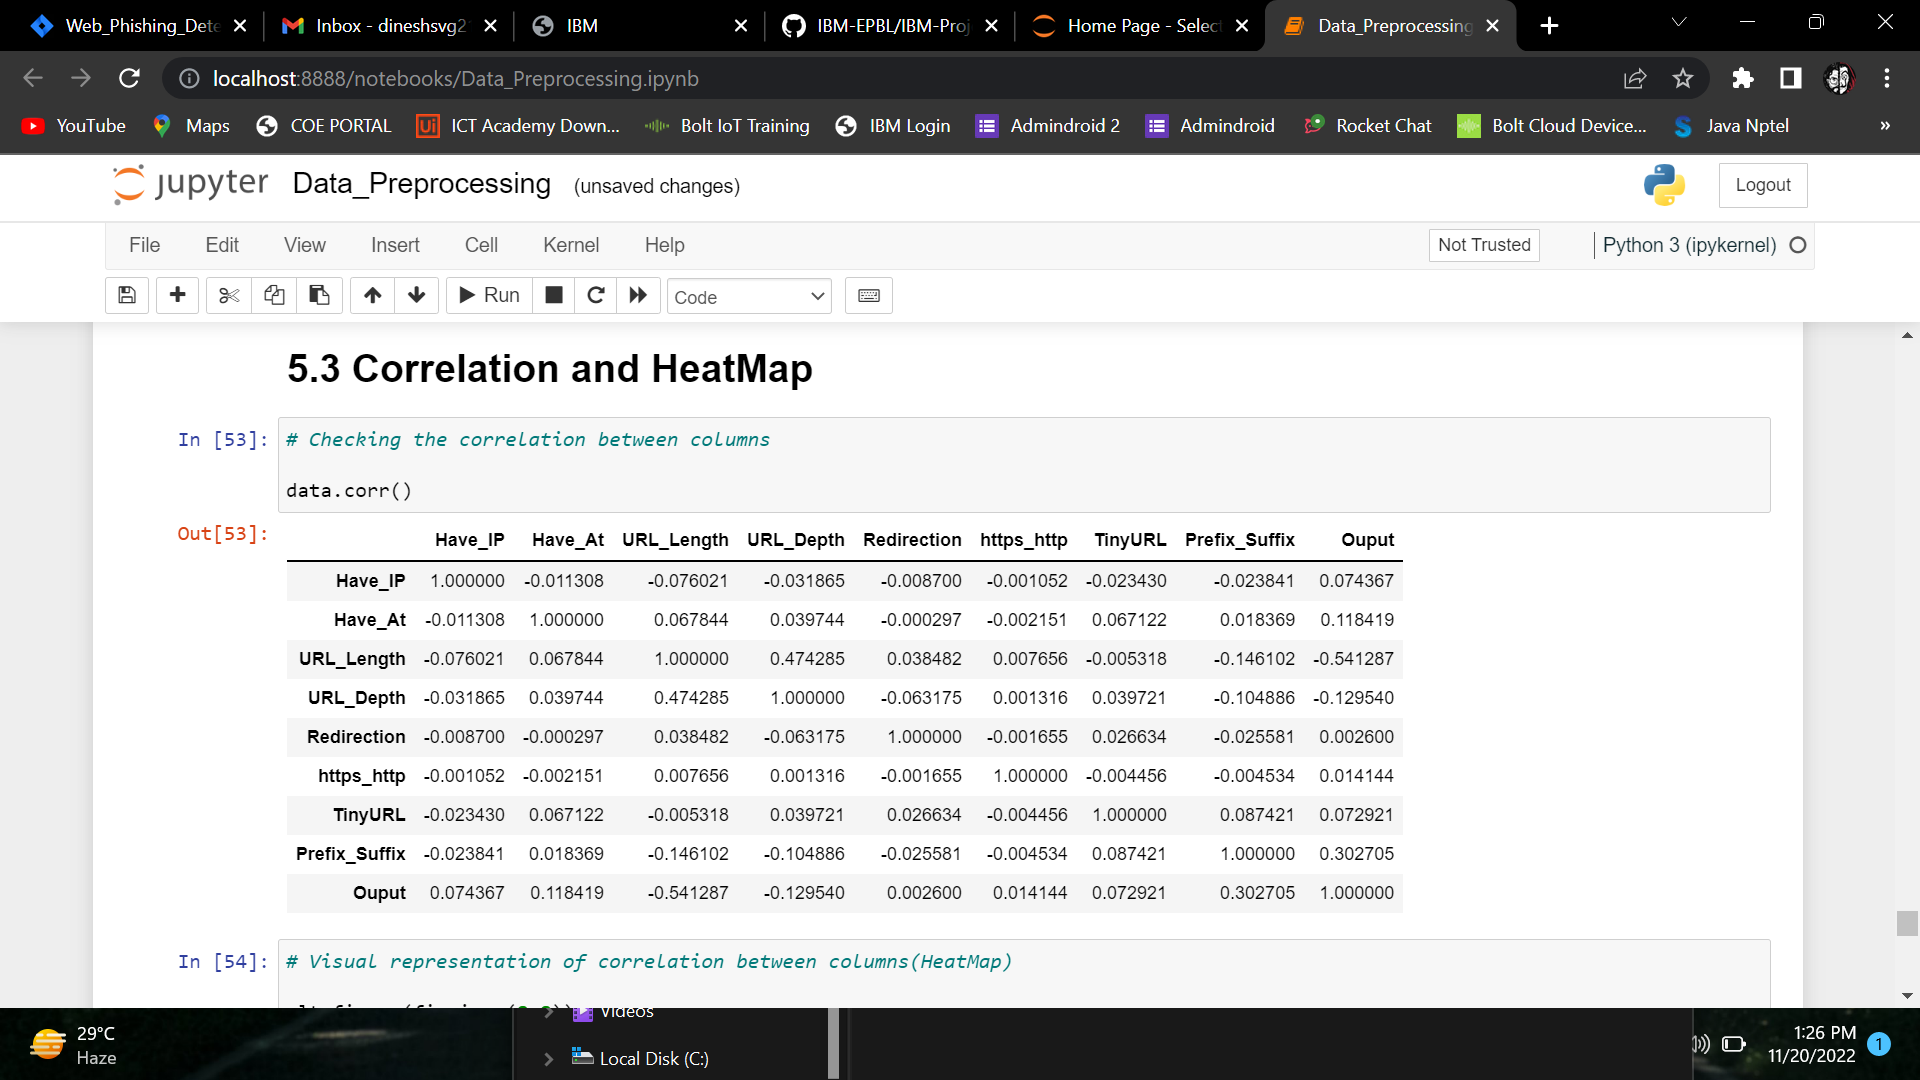 Web_Phishing_Dete
Inbox - dineshsvg2
IBM
IBM-EPBL/IBM-Proj
Home Page - Select
Data_Preprocessing
localhost:8888/notebooks/Data_Preprocessing.ipynb
YouTube Maps COE PORTAL ICT Academy Down... Bolt IoT Training IBM Login Admindroid 2 Admindroid Rocket Chat Bolt Cloud Device... Java Nptel »
jupyter Data_Preprocessing (unsaved changes) Logout
File Edit View Insert Cell Kernel Help Not Trusted Python 3 (ipykernel)
Run Code
5.3 Correlation and HeatMap
In [53]: # Checking the correlation between columns
data.corr()
Out[53]:
Have_IP Have_At URL_Length URL_Depth Redirection https_http TinyURL Prefix_Suffix Ouput
Have_IP 1.000000 -0.011308 -0.076021 -0.031865 -0.008700 -0.001052 -0.023430 -0.023841 0.074367
Have_At -0.011308 1.000000 0.067844 0.039744 -0.000297 -0.002151 0.067122 0.018369 0.118419
URL_Length -0.076021 0.067844 1.000000 0.474285 0.038482 0.007656 -0.005318 -0.146102 -0.541287
URL_Depth -0.031865 0.039744 0.474285 1.000000 -0.063175 0.001316 0.039721 -0.104886 -0.129540
Redirection -0.008700 -0.000297 0.038482 -0.063175 1.000000 -0.001655 0.026634 -0.025581 0.002600
https_http -0.001052 -0.002151 0.007656 0.001316 -0.001655 1.000000 -0.004456 -0.004534 0.014144
TinyURL -0.023430 0.067122 -0.005318 0.039721 0.026634 -0.004456 1.000000 0.087421 0.072921
Prefix_Suffix -0.023841 0.018369 -0.146102 -0.104886 -0.025581 -0.004534 0.087421 1.000000 0.302705
Ouput 0.074367 0.118419 -0.541287 -0.129540 0.002600 0.014144 0.072921 0.302705 1.000000
In [54]: # Visual representation of correlation between columns(HeatMap)
Videos
Local Disk (C:)
29°C
Haze
1:26 PM
11/20/2022
1